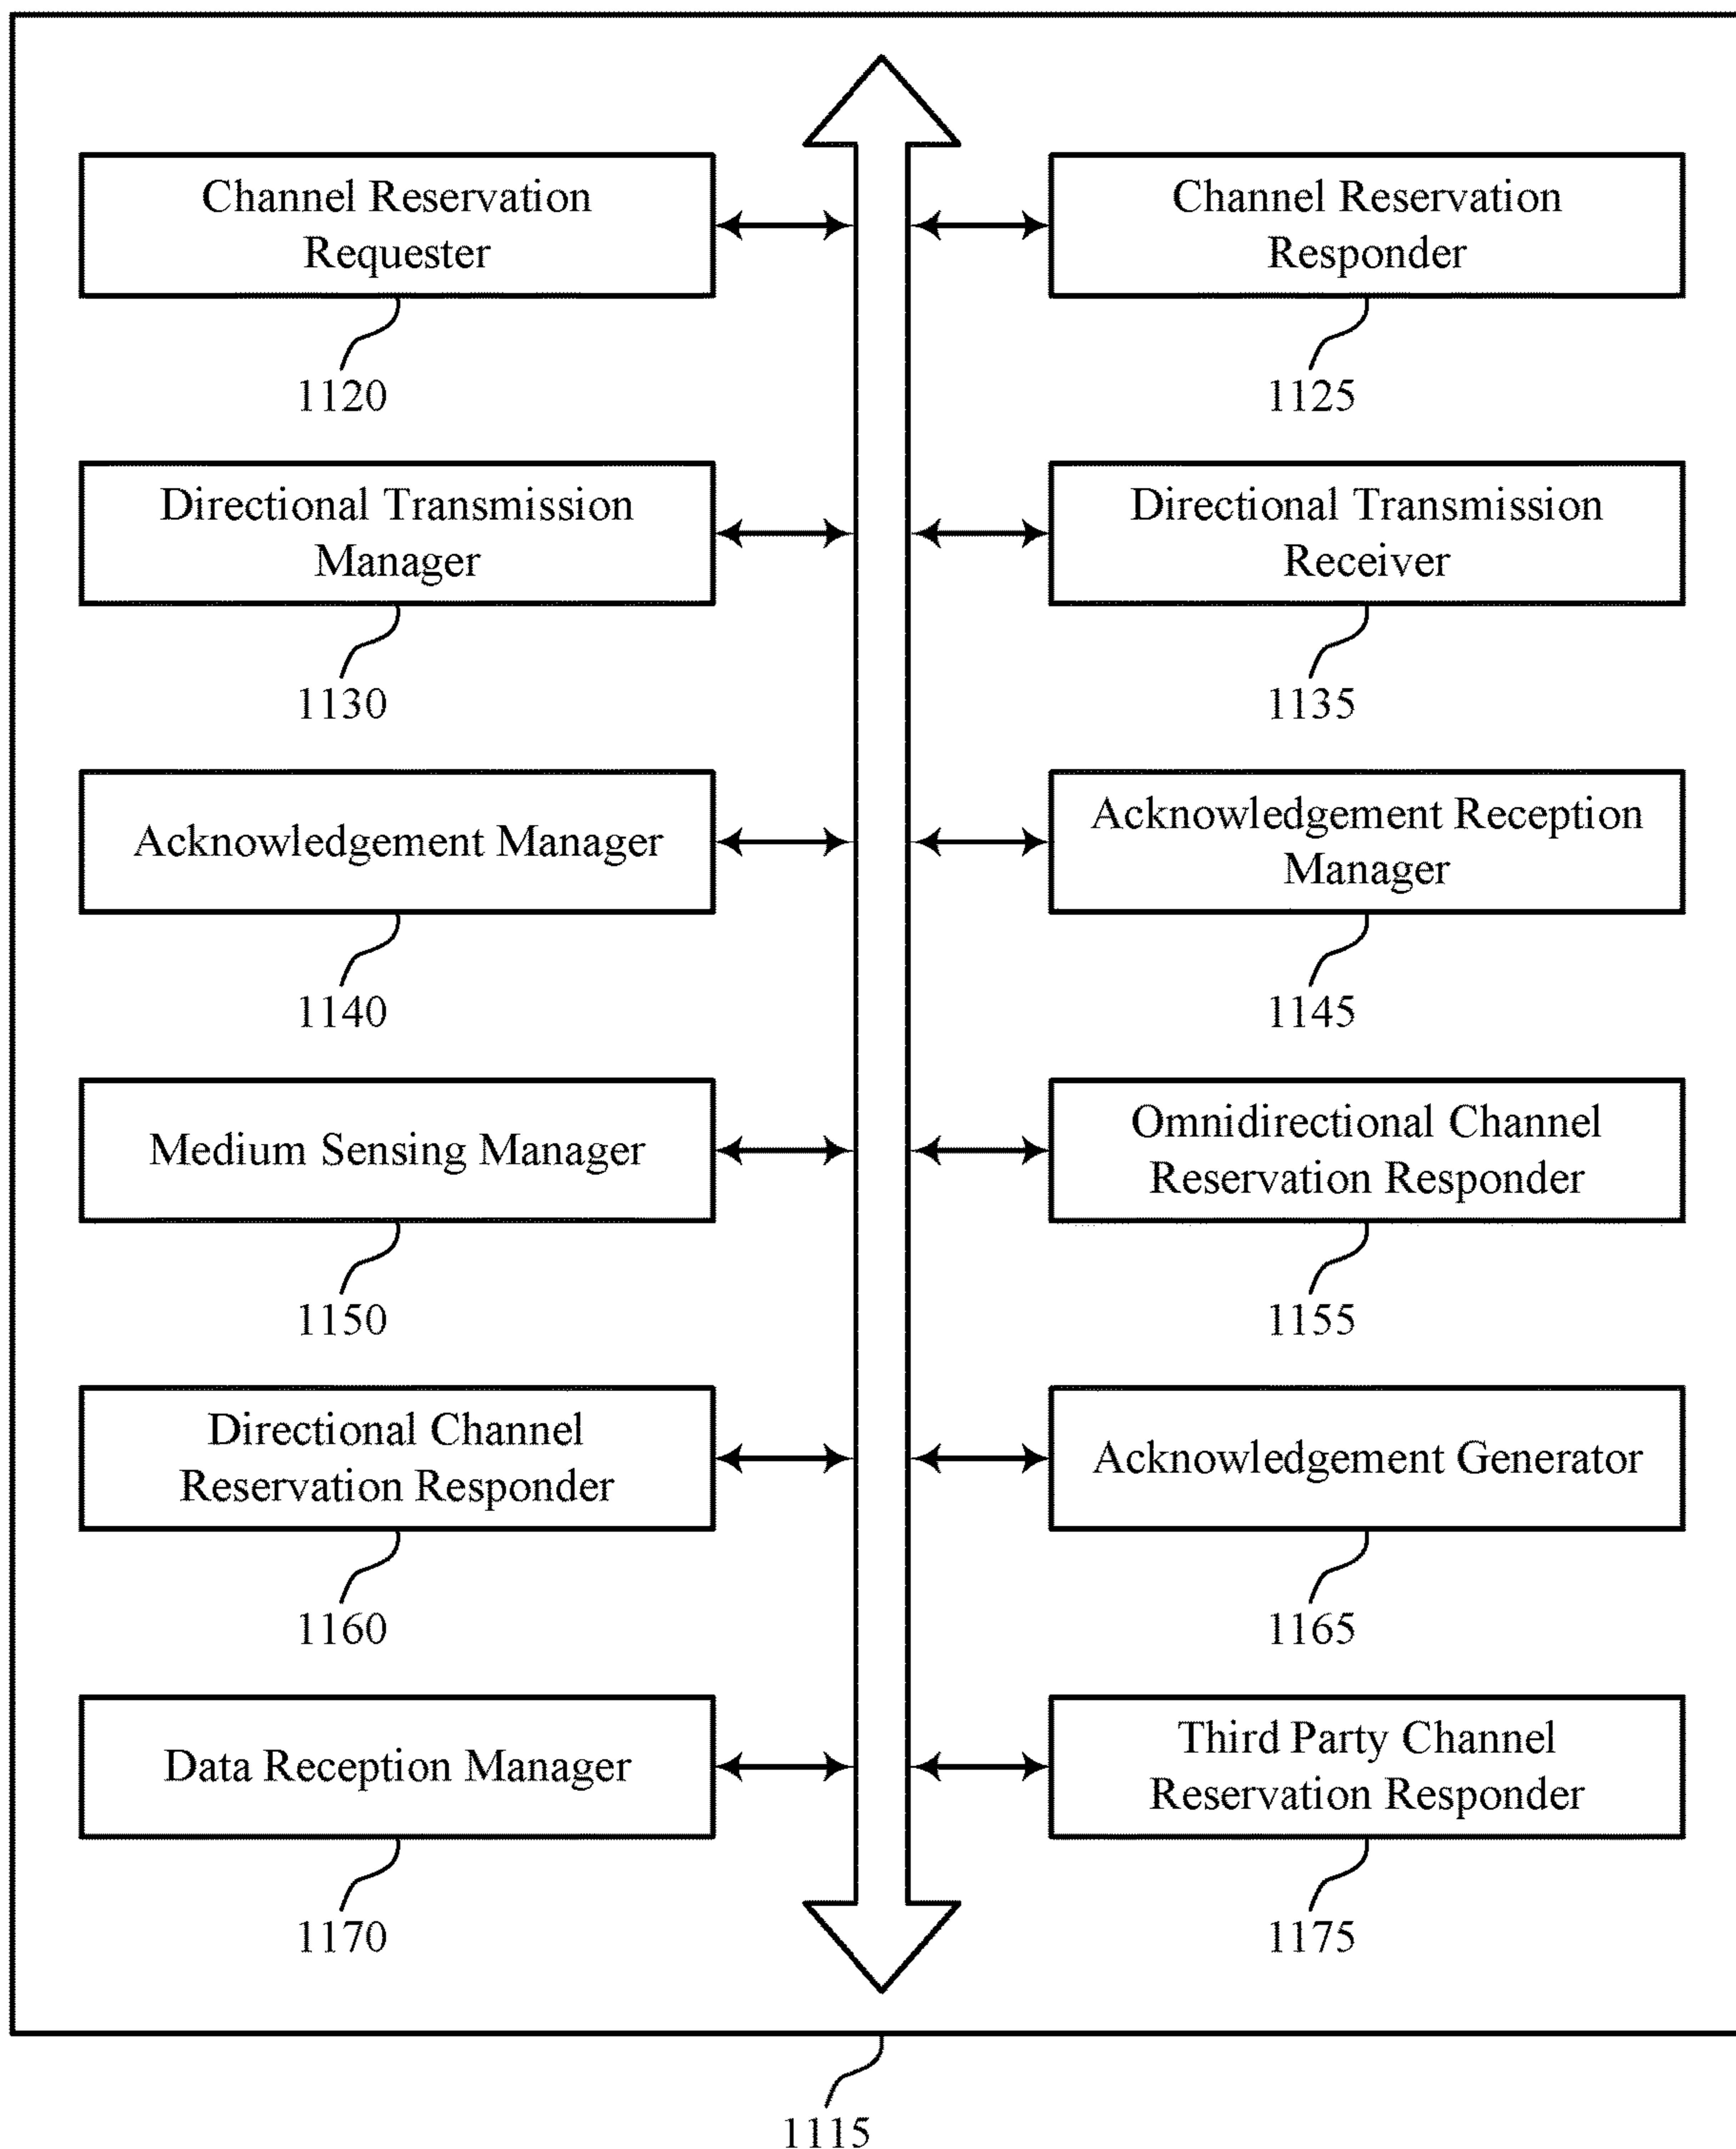 Channel Reservation
Requester
1120
Channel Reservation
Responder
1125
Directional Transmission
Manager
1130
Directional Transmission
Receiver
1135
Acknowledgement Manager
1140
Acknowledgement Reception
Manager
1145
Medium Sensing Manager
1150
Omnidirectional Channel
Reservation Responder
1155
Directional Channel
Reservation Responder
1160
Acknowledgement Generator
1165
Data Reception Manager
1170
Third Party Channel
Reservation Responder
1175
1115